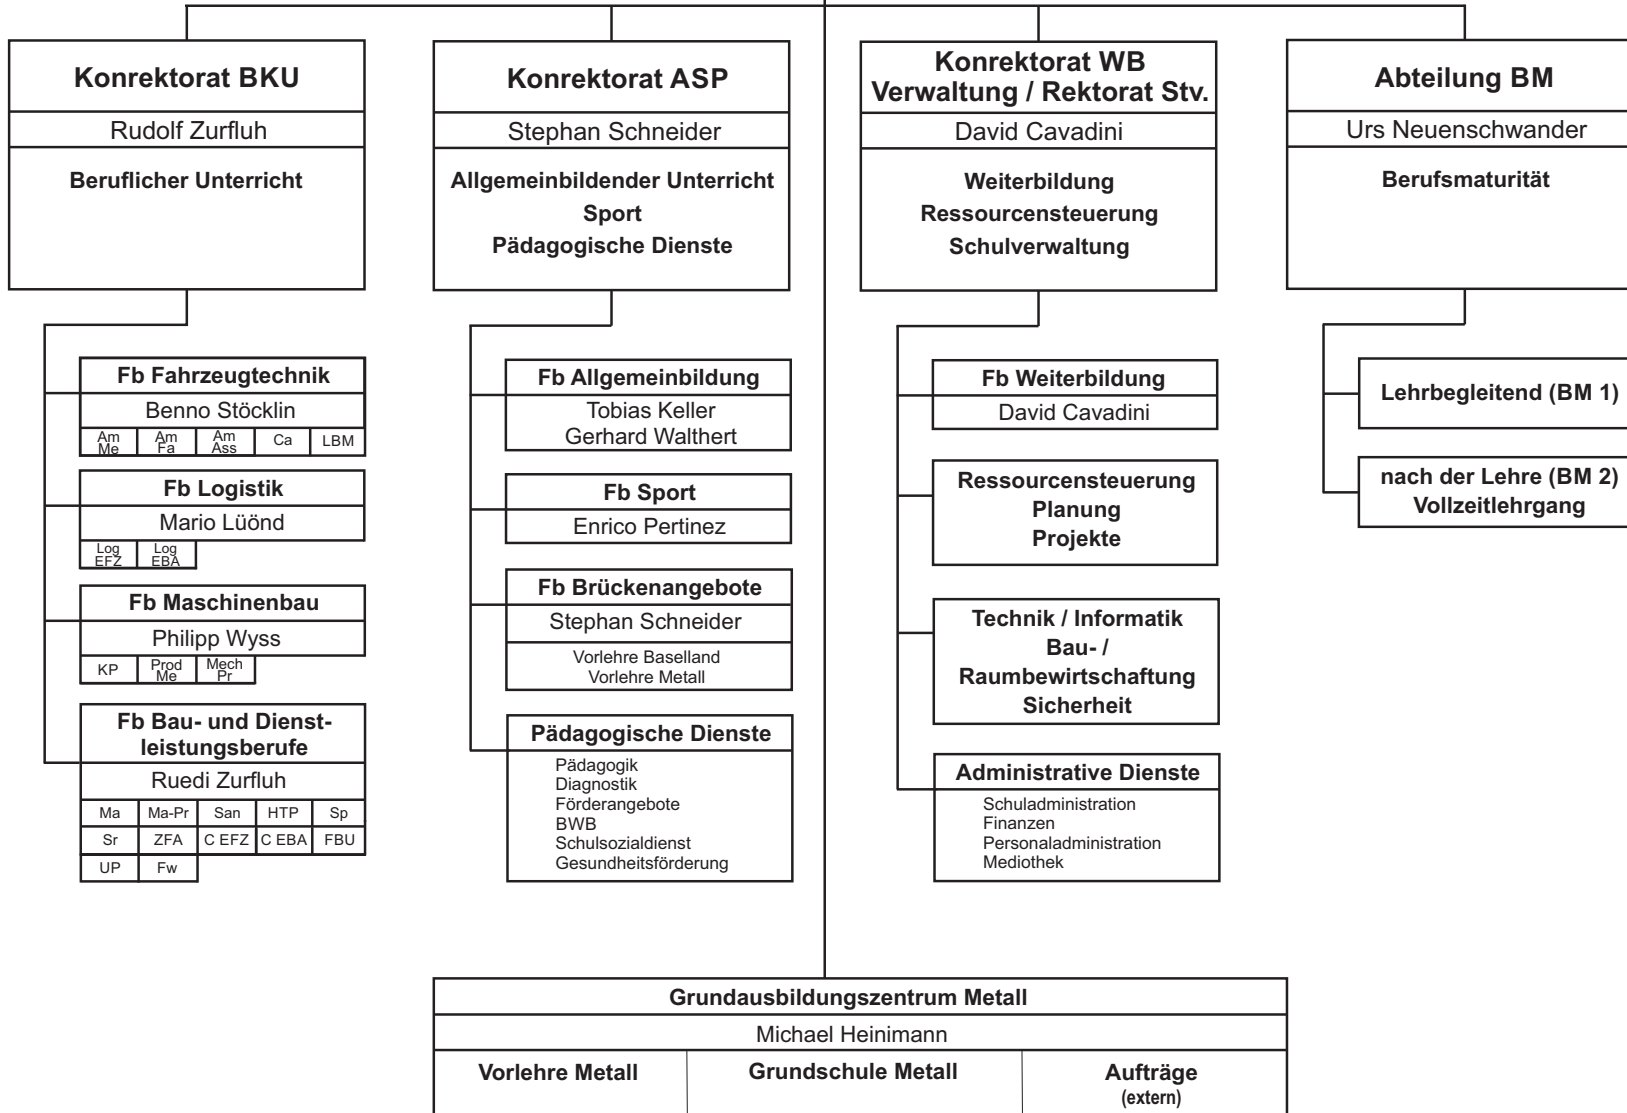 Konrektorat BKU
Rudolf Zurfluh
Beruflicher Unterricht
Fb Fahrzeugtechnik
Benno Stöcklin
Am Me
Am Fa
Am Ass
Ca
LBM
Fb Logistik
Mario Lüönd
Log EFZ
Log EBA
Fb Maschinenbau
Philipp Wyss
KP
Prod Me
Mech Pr
Fb Bau- und Dienst-
leistungsberufe
Ruedi Zurfluh
Ma Ma-Pr San HTP Sp
Sr ZFA C EFZ C EBA FBU
UP Fw
Konrektorat ASP
Stephan Schneider
Allgemeinbildender Unterricht
Sport
Pädagogische Dienste
Fb Allgemeinbildung
Tobias Keller
Gerhard Walthert
Fb Sport
Enrico Pertinez
Fb Brückenangebote
Stephan Schneider
Vorlehre Baselland
Vorlehre Metall
Pädagogische Dienste
Pädagogik
Diagnostik
Förderangebote
BWB
Schulsozialdienst
Gesundheitsförderung
Konrektorat WB
Verwaltung / Rektorat Stv.
David Cavadini
Weiterbildung
Ressourcensteuerung
Schulverwaltung
Fb Weiterbildung
David Cavadini
Ressourcensteuerung
Planung
Projekte
Technik / Informatik
Bau- /
Raumbewirtschaftung
Sicherheit
Administrative Dienste
Schuladministration
Finanzen
Personaladministration
Mediothek
Abteilung BM
Urs Neuenschwander
Berufsmaturität
Lehrbegleitend (BM 1)
nach der Lehre (BM 2)
Vollzeitlehrgang
Grundausbildungszentrum Metall
Michael Heinimann
Vorlehre Metall
Grundschule Metall
Aufträge
(extern)